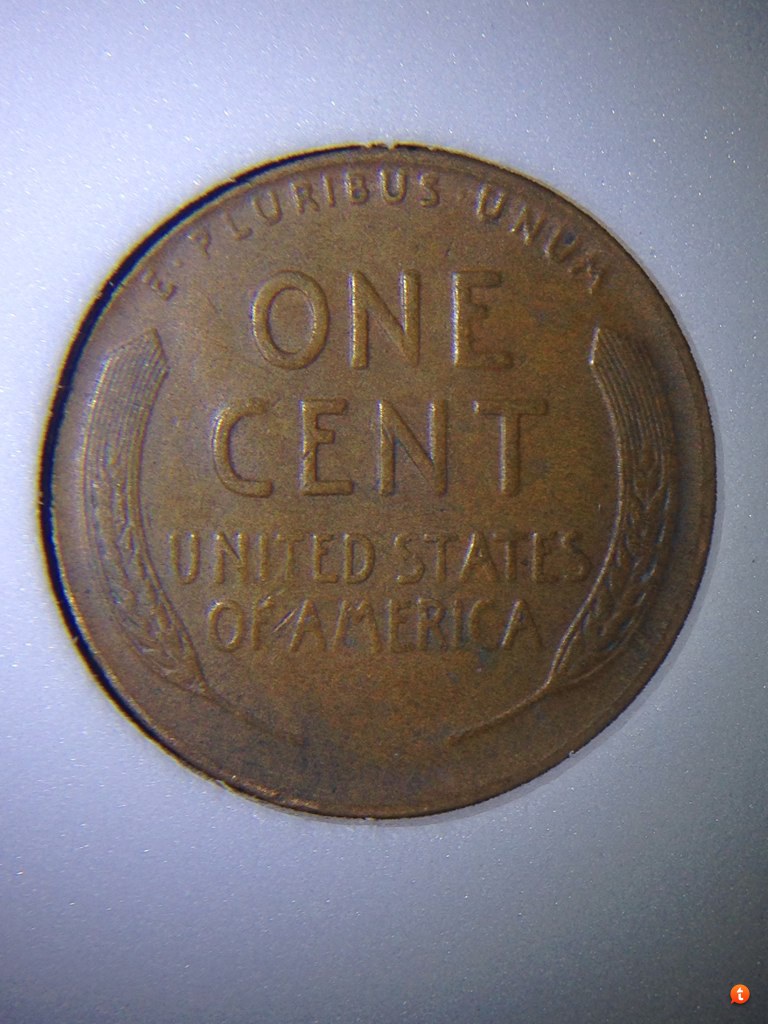 E · PLURIBUS · UNUM
ONE
CENT
UNITED STATES
OF AMERICA
t